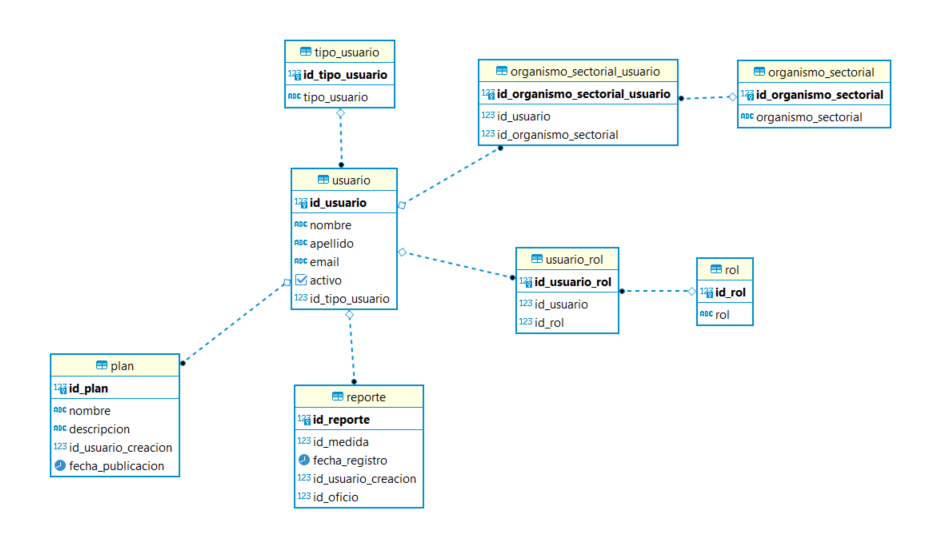 tipo_usuario
123 id_tipo_usuario
ABC tipo_usuario
organismo_sectorial_usuario
123 id_organismo_sectorial_usuario
123 id_usuario
123 id_organismo_sectorial
organismo_sectorial
123 id_organismo_sectorial
ABC organismo_sectorial
usuario
123 id_usuario
ABC nombre
ABC apellido
ABC email
activo
123 id_tipo_usuario
usuario_rol
123 id_usuario_rol
123 id_usuario
123 id_rol
rol
123 id_rol
ABC rol
plan
123 id_plan
ABC nombre
ABC descripcion
123 id_usuario_creacion
fecha_publicacion
reporte
123 id_reporte
123 id_medida
fecha_registro
123 id_usuario_creacion
123 id_oficio